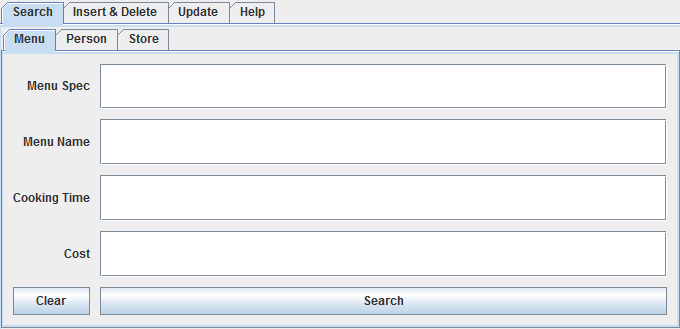 Search Insert & Delete Update Help
Menu Person Store
Menu Spec
Menu Name
Cooking Time
Cost
Clear Search